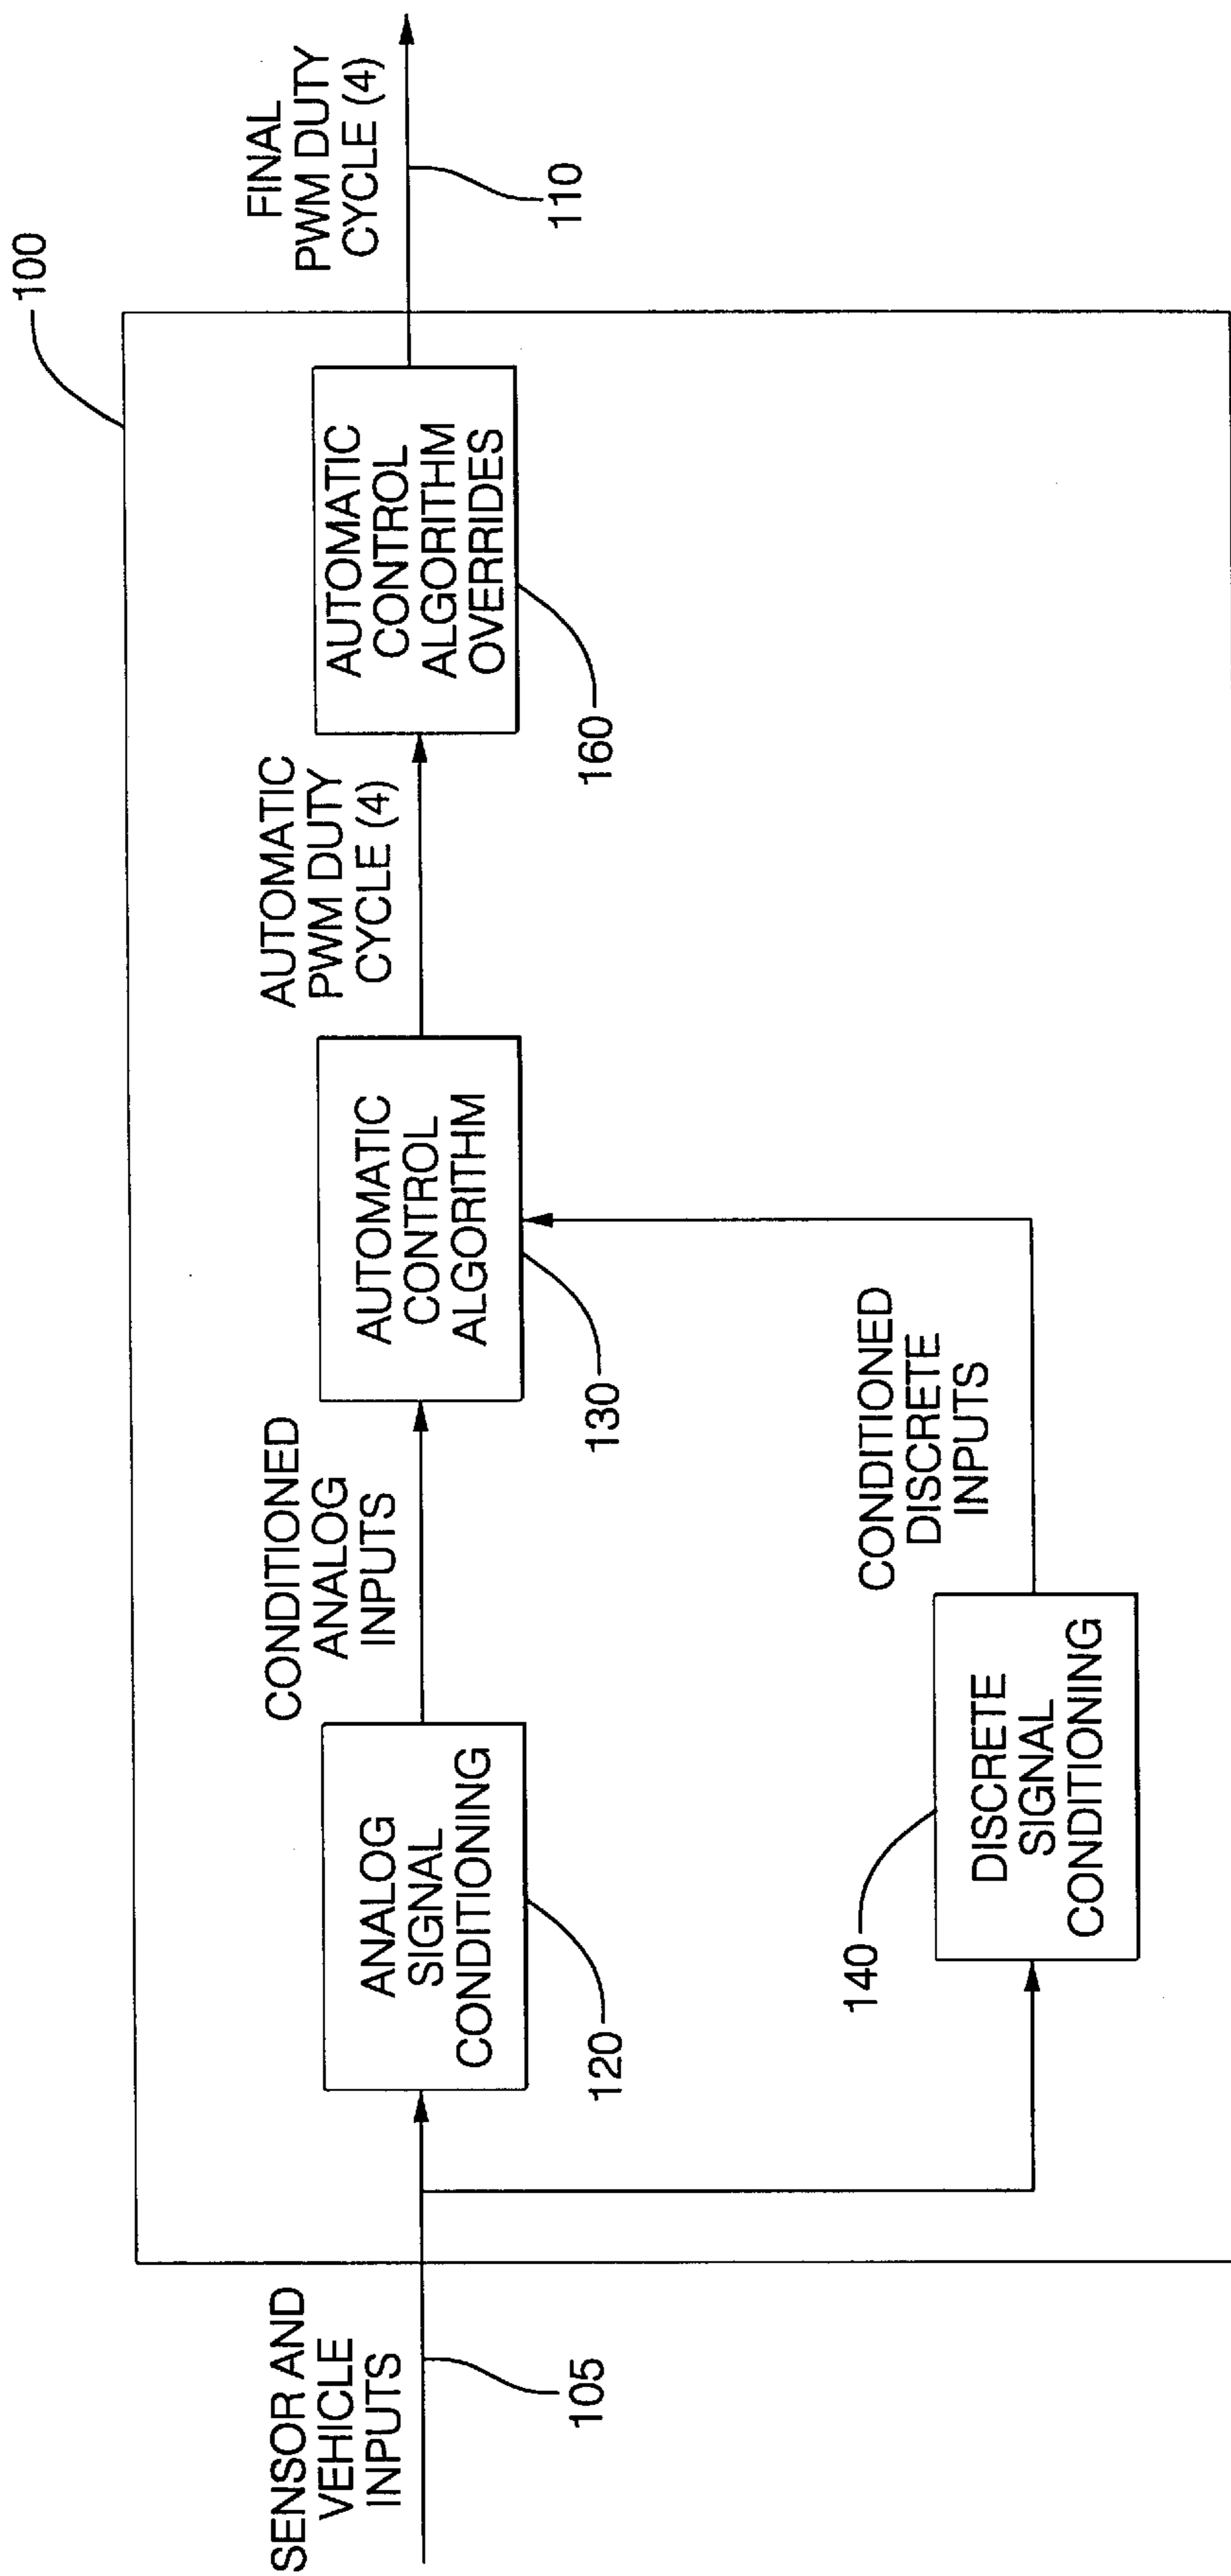 100
SENSOR AND
VEHICLE
INPUTS
105
ANALOG
SIGNAL
CONDITIONING
120
CONDITIONED
ANALOG
INPUTS
AUTOMATIC
CONTROL
ALGORITHM
130
AUTOMATIC
PWM DUTY
CYCLE (4)
AUTOMATIC
CONTROL
ALGORITHM
OVERRIDES
160
FINAL
PWM DUTY
CYCLE (4)
110
140
DISCRETE
SIGNAL
CONDITIONING
CONDITIONED
DISCRETE
INPUTS